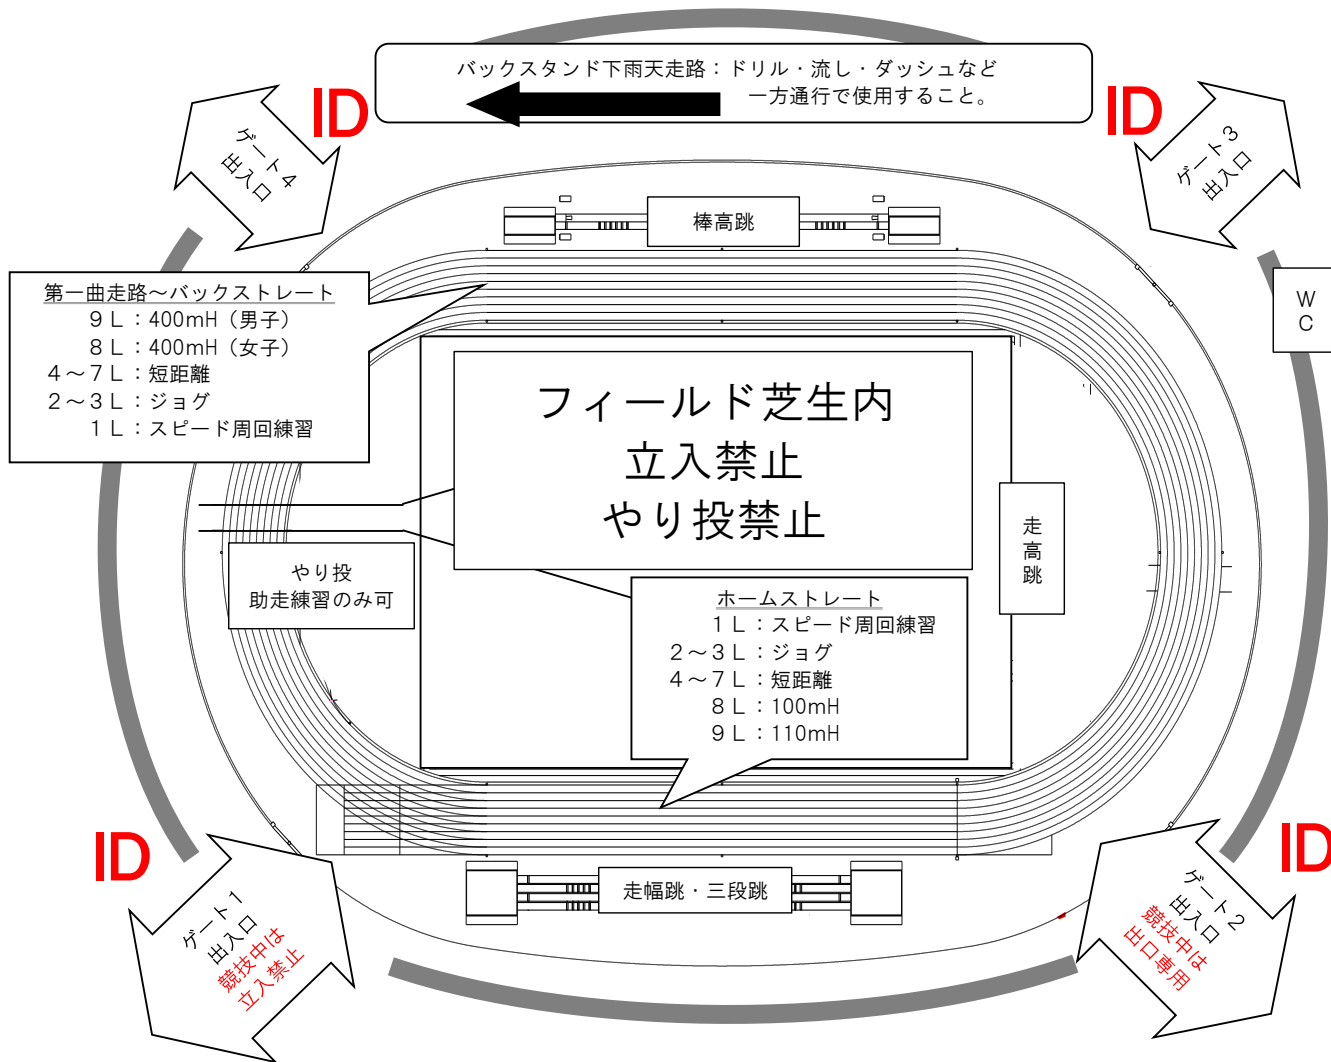 バックスタンド下雨天走路：ドリル・流し・ダッシュなど
一方通行で使用すること。
ID
ID
ゲート4
出入口
ゲート3
出入口
棒高跳
第一曲走路～バックストレート
９Ｌ：400mH（男子）
８Ｌ：400mH（女子）
４～７Ｌ：短距離
２～３Ｌ：ジョグ
１Ｌ：スピード周回練習
W
C
フィールド芝生内
立入禁止
やり投禁止
走
高
跳
やり投
助走練習のみ可
ホームストレート
１Ｌ：スピード周回練習
２～３Ｌ：ジョグ
４～７Ｌ：短距離
８Ｌ：100mH
９Ｌ：110mH
ID
ID
ゲート1
出入口
競技中は
立入禁止
走幅跳・三段跳
ゲート2
出入口
競技中は
出口専用